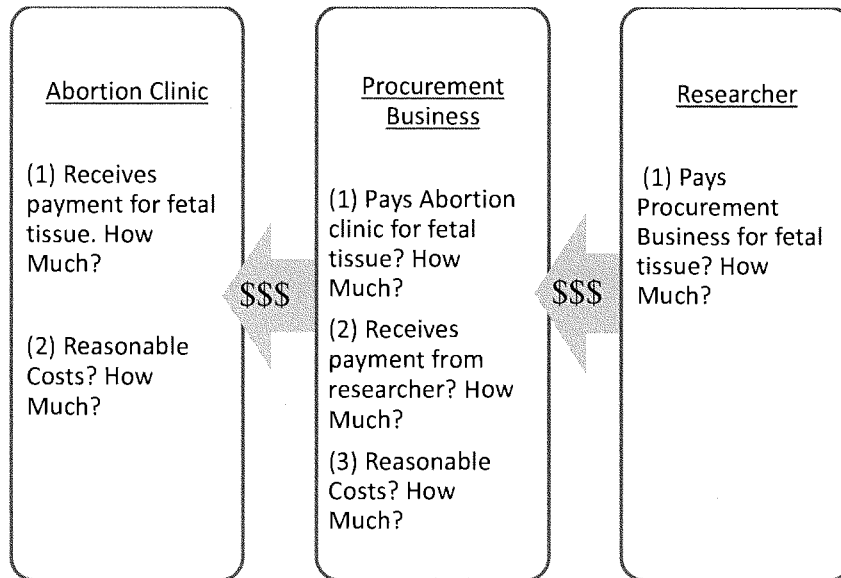 Abortion Clinic
(1) Receives
payment for fetal
tissue. How
Much?
(2) Reasonable
Costs? How
Much?
$$$
Procurement
Business
(1) Pays Abortion
clinic for fetal
tissue? How
Much?
(2) Receives
payment from
researcher? How
Much?
(3) Reasonable
Costs? How
Much?
$$$
Researcher
(1) Pays
Procurement
Business for fetal
tissue? How
Much?